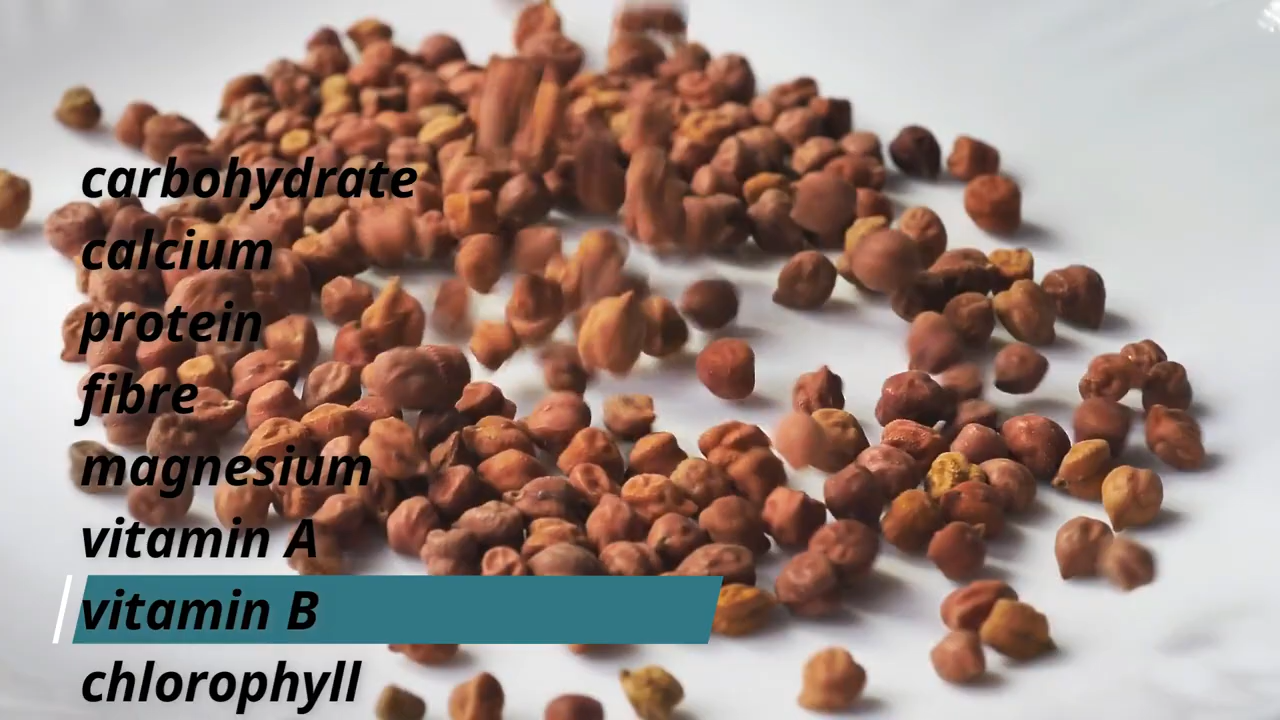 carbohydrate
calcium
protein
fibre
magnesium
vitamin A
vitamin B
chlorophyll